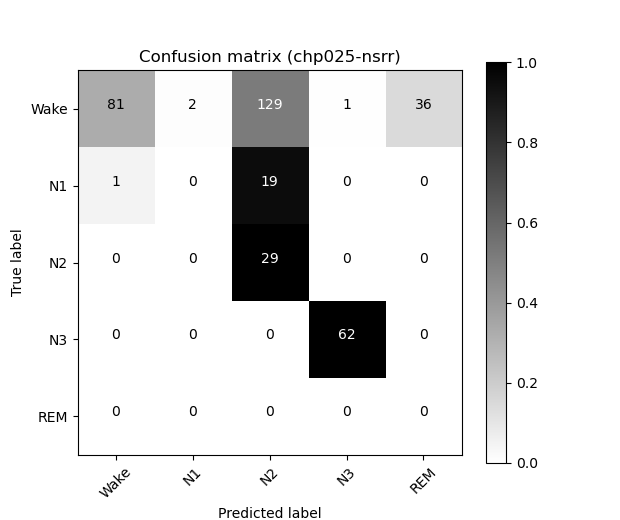 Confusion matrix (chp025-nsrr)
True label
Wake 81 2 129 1 36
N1 1 0 19 0 0
N2 0 0 29 0 0
N3 0 0 0 62 0
REM 0 0 0 0 0
Wake N1 N2 N3 REM
Predicted label
1.0
0.8
0.6
0.4
0.2
0.0